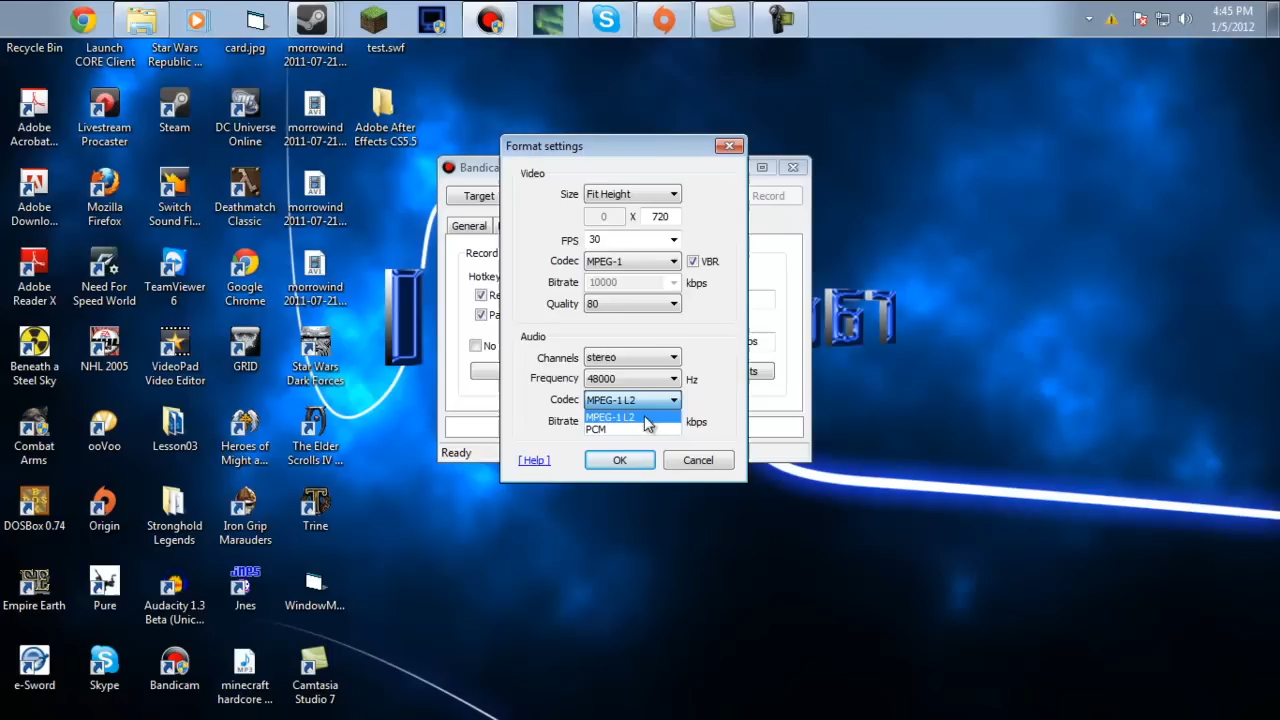 4:45 PM
1/5/2012
Recycle Bin
Launch
CORE Client
Star Wars
Republic ...
card.jpg
morrowind
2011-07-21...
test.swf
Adobe
Acrobat...
Livestream
Procaster
Steam
DC Universe
Online
morrowind
2011-07-21...
Adobe After
Effects CS5.5
Adobe
Downlo...
Mozilla
Firefox
Switch
Sound Fi...
Deathmatch
Classic
morrowind
2011-07-21...
Adobe
Reader X
Need For
Speed World
TeamViewer
6
Google
Chrome
morrowind
2011-07-21...
Beneath a
Steel Sky
NHL 2005
VideoPad
Video Editor
GRID
Star Wars
Dark Forces
Combat
Arms
ooVoo
Lesson03
Heroes of
Might a...
The Elder
Scrolls IV ...
DOSBox 0.74
Origin
Stronghold
Legends
Iron Grip
Marauders
Trine
Empire Earth
Pure
Audacity 1.3
Beta (Unic...
Jnes
WindowM...
e-Sword
Skype
Bandicam
minecraft
hardcore ...
Camtasia
Studio 7
Bandica
Target
Record
General
Record
Hotkey
Re
Pa
No
Ready
Format settings
Video
Size Fit Height
0 X 720
FPS 30
Codec MPEG-1 VBR
Bitrate 10000 kbps
Quality 80
Audio
Channels stereo
Frequency 48000 Hz
Codec MPEG-1 L2
MPEG-1 L2
Bitrate kbps
PCM
[ Help ] OK Cancel
67